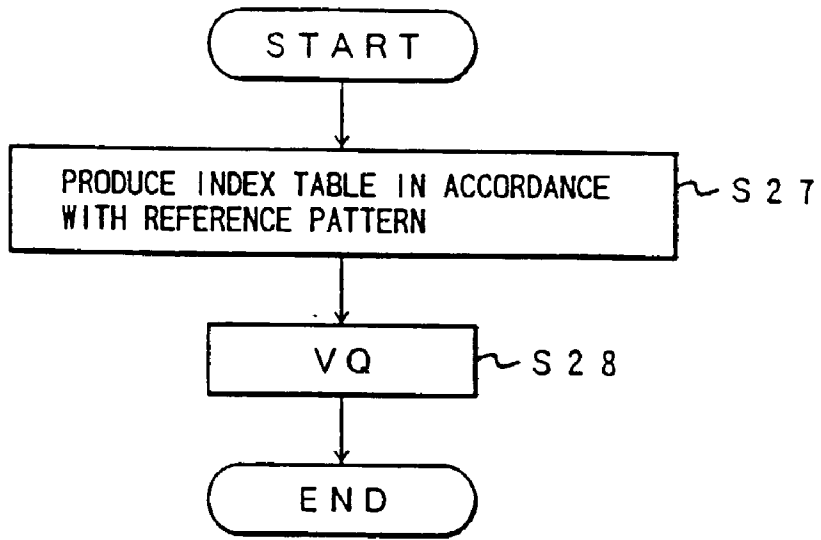 START
PRODUCE INDEX TABLE IN ACCORDANCE
WITH REFERENCE PATTERN
S27
VQ
S28
END